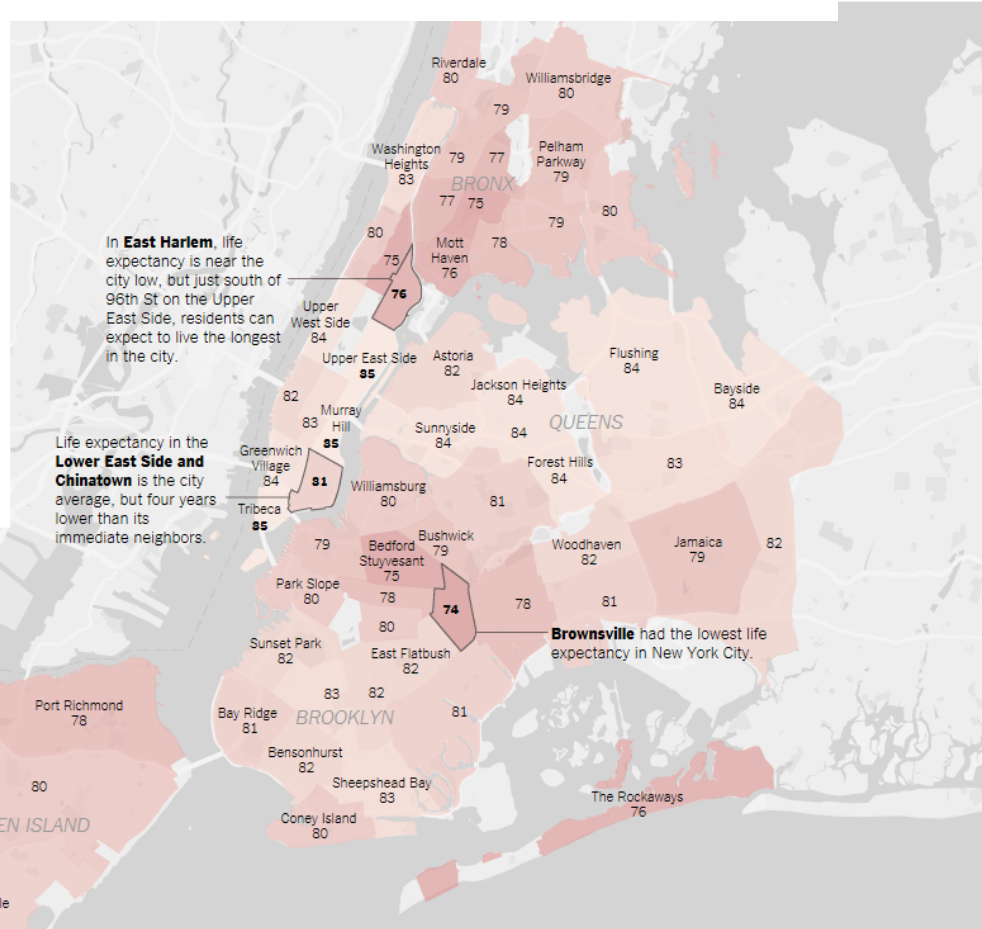 Riverdale
80
Williamsbridge
80
79
Washington
Heights
83
79
77
Pelham
Parkway
79
BRONX
77
75
79
80
80
In East Harlem, life
expectancy is near the
city low, but just south of
96th St on the Upper
East Side, residents can
expect to live the longest
in the city.
75
Mott
Haven
76
78
76
Upper
West Side
84
Upper East Side
85
Astoria
82
Flushing
84
Jackson Heights
84
Bayside
84
82
83
Murray
Hill
85
Sunnyside
84
84
QUEENS
Life expectancy in the
Lower East Side and
Chinatown is the city
average, but four years
lower than its
immediate neighbors.
Greenwich
Village
84
81
Forest Hills
84
83
Williamsburg
80
81
Tribeca
85
79
Bedford
Stuyvesant
75
Bushwick
79
Woodhaven
82
Jamaica
79
82
Park Slope
80
78
74
78
81
80
Brownsville had the lowest life
expectancy in New York City.
Sunset Park
82
East Flatbush
82
83
82
Port Richmond
78
Bay Ridge
81
BROOKLYN
81
Bensonhurst
82
80
Sheepshead Bay
83
The Rockaways
76
EN ISLAND
Coney Island
80
le